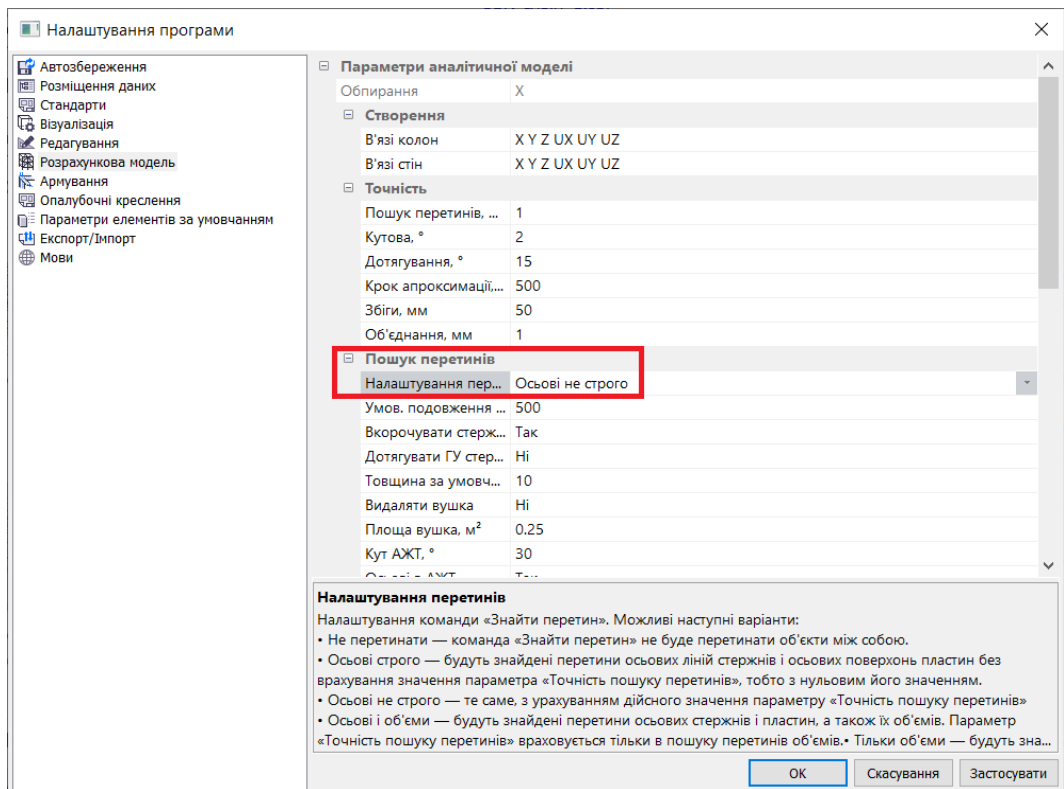 Налаштування програми
Автозбереження
Розміщення даних
Стандарти
Візуалізація
Редагування
Розрахункова модель
Армування
Опалубочні креслення
Параметри елементів за умовчанням
Експорт/Імпорт
Мови
Параметри аналітичної моделі
Обпирання X
Створення
В'язі колон X Y Z UX UY UZ
В'язі стін X Y Z UX UY UZ
Точність
Пошук перетинів, ... 1
Кутова, ° 2
Дотягування, ° 15
Крок апроксимації,... 500
Збіги, мм 50
Об'єднання, мм 1
Пошук перетинів
Налаштування пер... Осьові не строго
Умов. подовження ... 500
Вкорочувати стерж... Так
Дотягувати ГУ стер... Ні
Товщина за умовч... 10
Видаляти вушка Ні
Площа вушка, м² 0.25
Кут АЖТ, ° 30
Налаштування перетинів
Налаштування команди «Знайти перетин». Можливі наступні варіанти:
• Не перетинати — команда «Знайти перетин» не буде перетинати об'єкти між собою.
• Осьові строго — будуть знайдені перетини осьових ліній стержнів і осьових поверхонь пластин без
врахування значення параметра «Точність пошуку перетинів», тобто з нульовим його значенням.
• Осьові не строго — те саме, з урахуванням дійсного значення параметру «Точність пошуку перетинів»
• Осьові і об'єми — будуть знайдені перетини осьових стержнів і пластин, а також їх об'ємів. Параметр
«Точність пошуку перетинів» враховується тільки в пошуку перетинів об'ємів.• Тільки об'єми — будуть зна...
ОК Скасування Застосувати